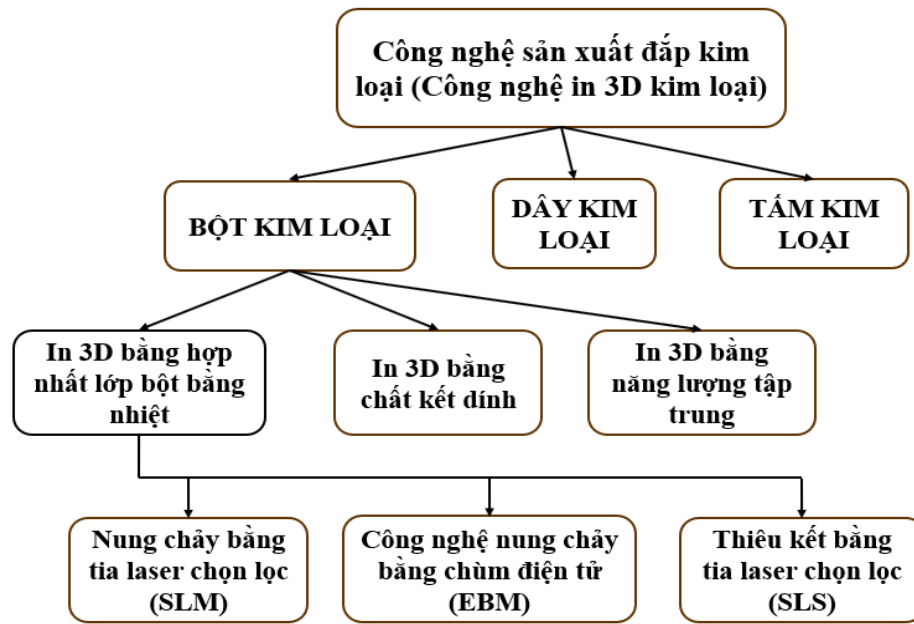 Công nghệ sản xuất đắp kim
loại (Công nghệ in 3D kim loại)
BỘT KIM LOẠI
DÂY KIM
LOẠI
TẤM KIM
LOẠI
In 3D bằng hợp
nhất lớp bột bằng
nhiệt
In 3D bằng
chất kết dính
In 3D bằng
năng lượng tập
trung
Nung chảy bằng
tia laser chọn lọc
(SLM)
Công nghệ nung chảy
bằng chùm điện tử
(EBM)
Thiêu kết bằng
tia laser chọn lọc
(SLS)